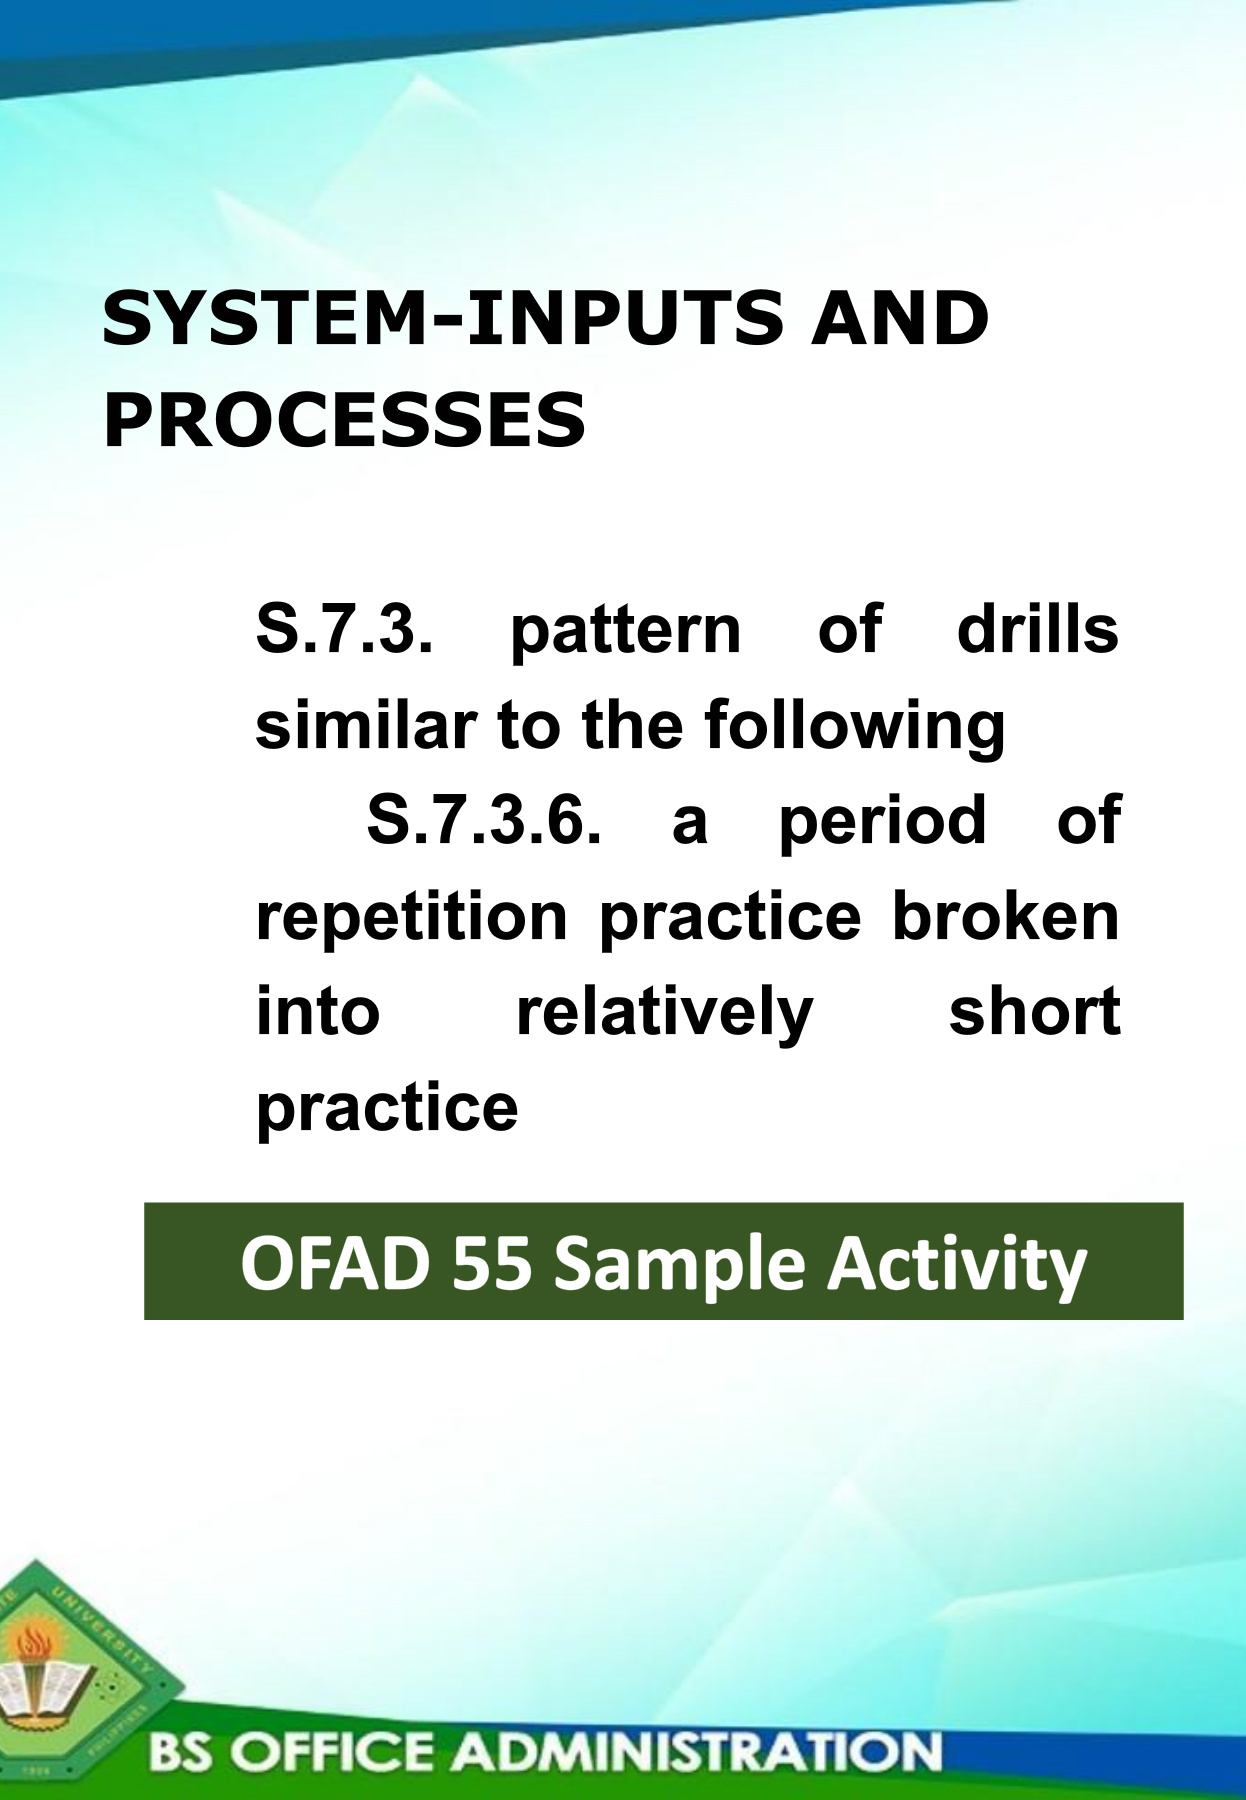 SYSTEM-INPUTS AND
PROCESSES
S.7.3. pattern of drills
similar to the following
S.7.3.6. a period of
repetition practice broken
into relatively short
practice
OFAD 55 Sample Activity
UNIVERSITY
PHILIPPINES
BS OFFICE ADMINISTRATION